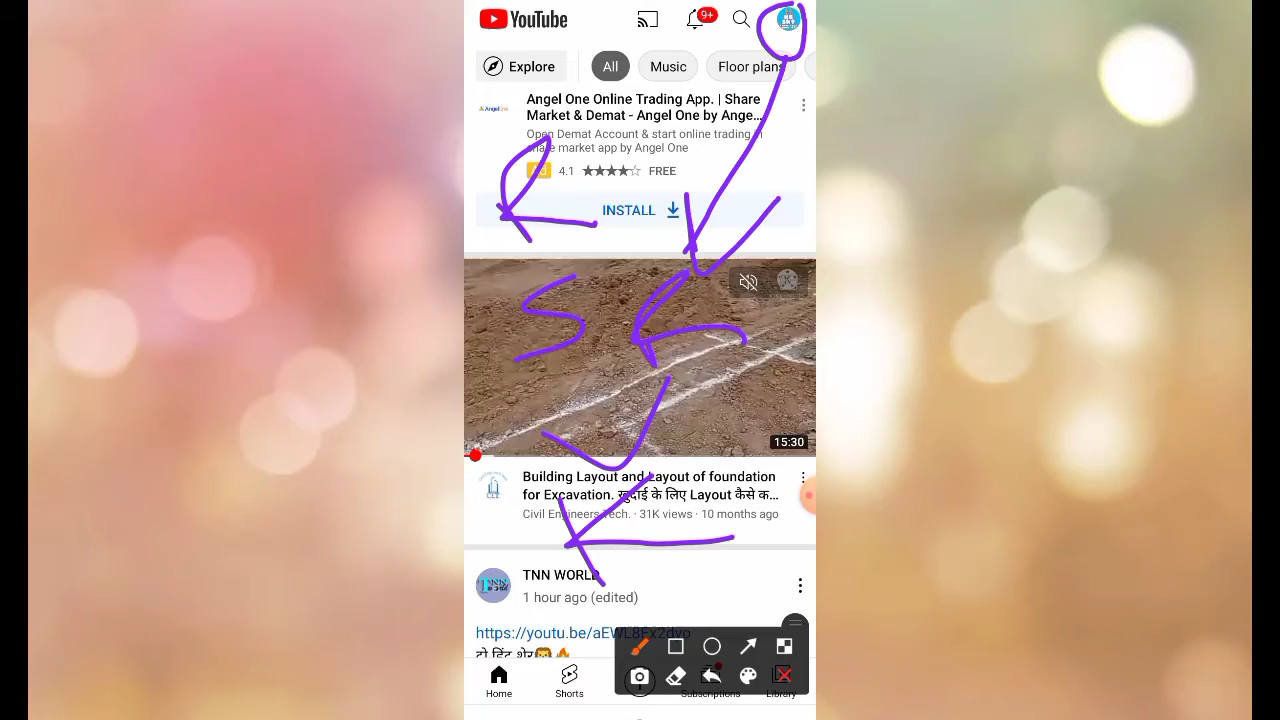 YouTube 9+
Explore All Music Floor plans
AngelOne
Angel One Online Trading App. | Share
Market & Demat - Angel One by Ange...
Open Demat Account & start online trading in
share market app by Angel One
4.1 ★★★★☆ FREE
INSTALL
15:30
Building Layout and Layout of foundation
for Excavation. खुदाई के लिए Layout कैसे क...
Civil Engineers Tech. · 31K views · 10 months ago
TNN WORLD
1 hour ago (edited)
दो हिंट शेर
Home Shorts Subscriptions Library